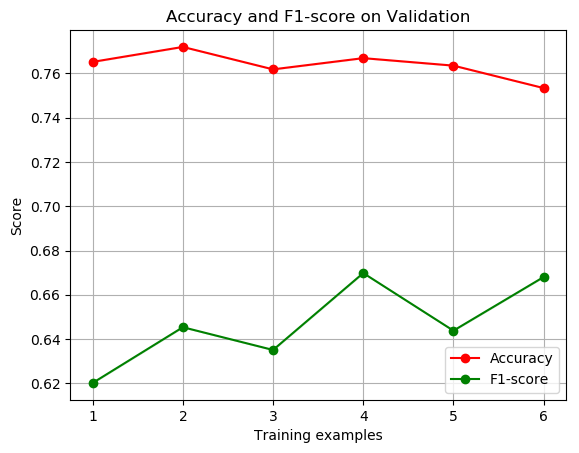 Accuracy and F1-score on Validation
Score
0.76
0.74
0.72
0.70
0.68
0.66
0.64
0.62
1 2 3 4 5 6
Training examples
Accuracy
F1-score